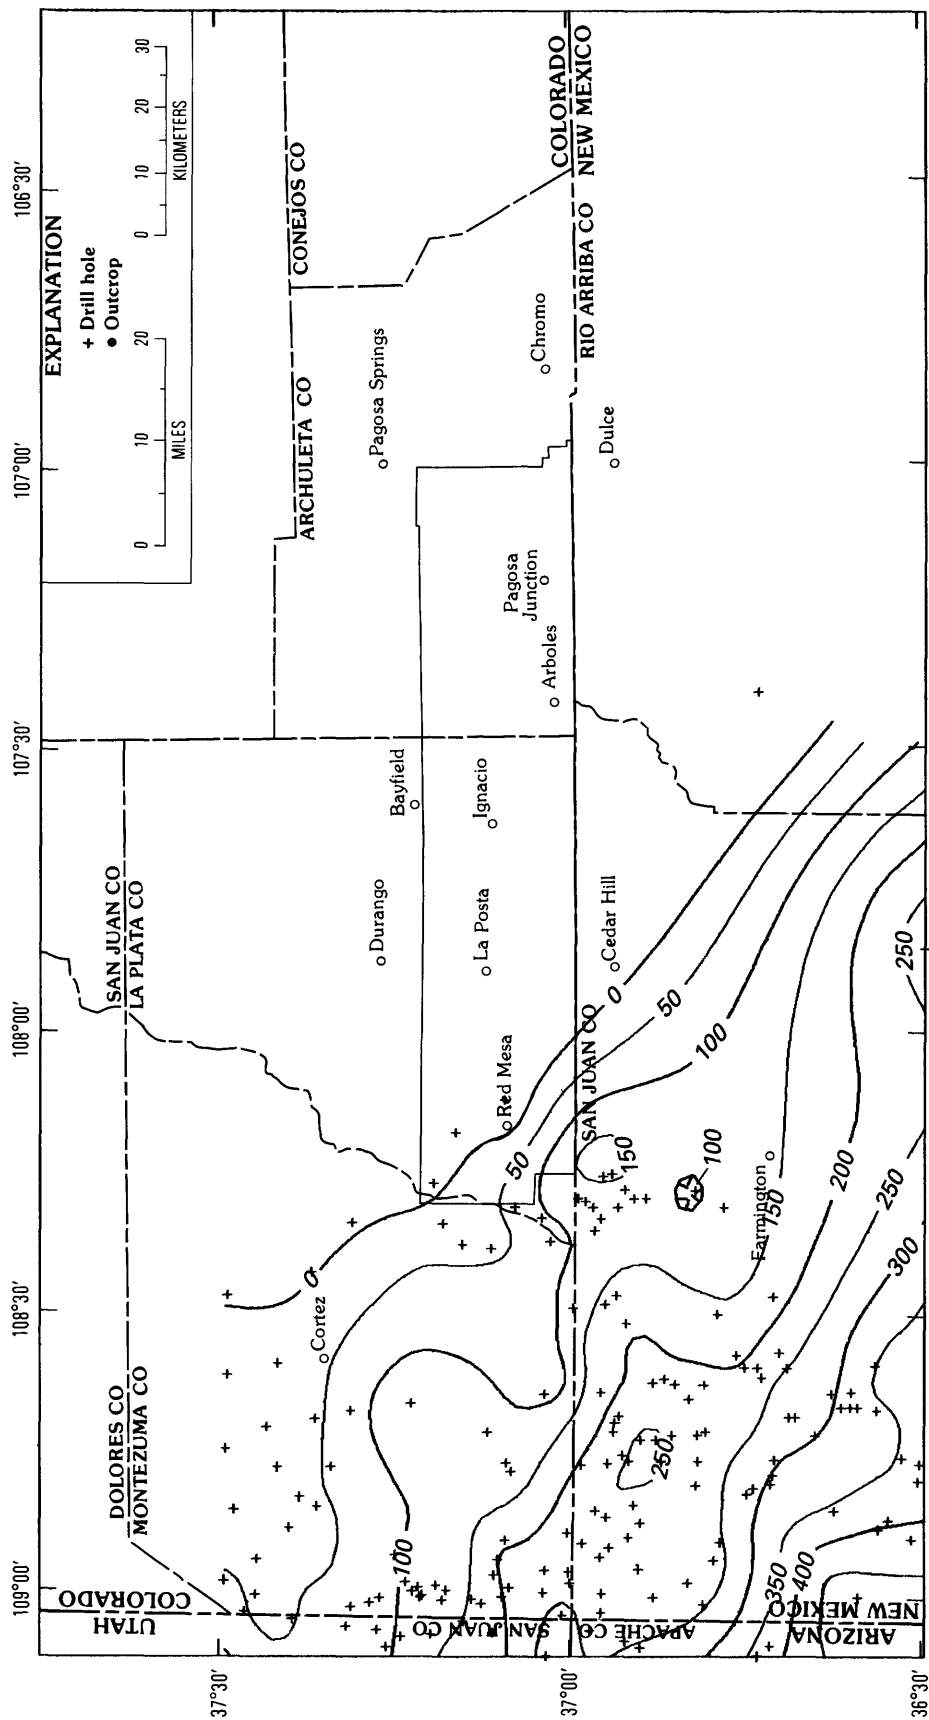 EXPLANATION
+ Drill hole
● Outcrop
0 10 20
MILES
0 10 20 30
KILOMETERS
109°00'
108°30'
108°00'
107°30'
107°00'
106°30'
37°30'
37°00'
36°30'
UTAH
COLORADO
DOLORES CO
MONTEZUMA CO
SAN JUAN CO
LA PLATA CO
ARCHULETA CO
CONEJOS CO
COLORADO
NEW MEXICO
RIO ARRIBA CO
SAN JUAN CO
SAN JUAN CO
APACHE CO
ARIZONA
NEW MEXICO
Cortez
Durango
Bayfield
Pagosa Springs
Red Mesa
La Posta
Ignacio
Arboles
Pagosa
Junction
Chromo
Cedar Hill
Dulce
Farmington
0
50
100
0
50
100
150
100
150
200
250
300
250
250
350
400